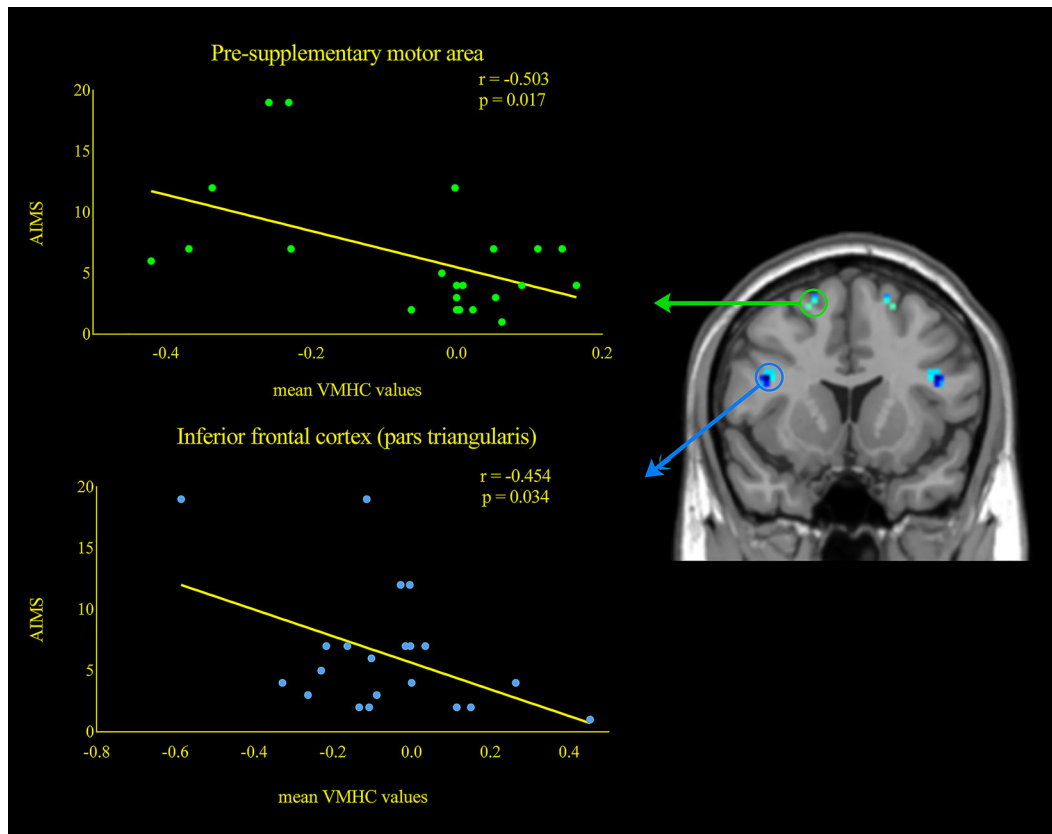 Pre-supplementary motor area
r = -0.503
p = 0.017
20
15
10
5
0
AIMS
-0.4
-0.2
0.0
0.2
mean VMHC values
Inferior frontal cortex (pars triangularis)
r = -0.454
p = 0.034
20
15
10
5
0
AIMS
-0.8
-0.6
-0.4
-0.2
0.0
0.2
0.4
mean VMHC values